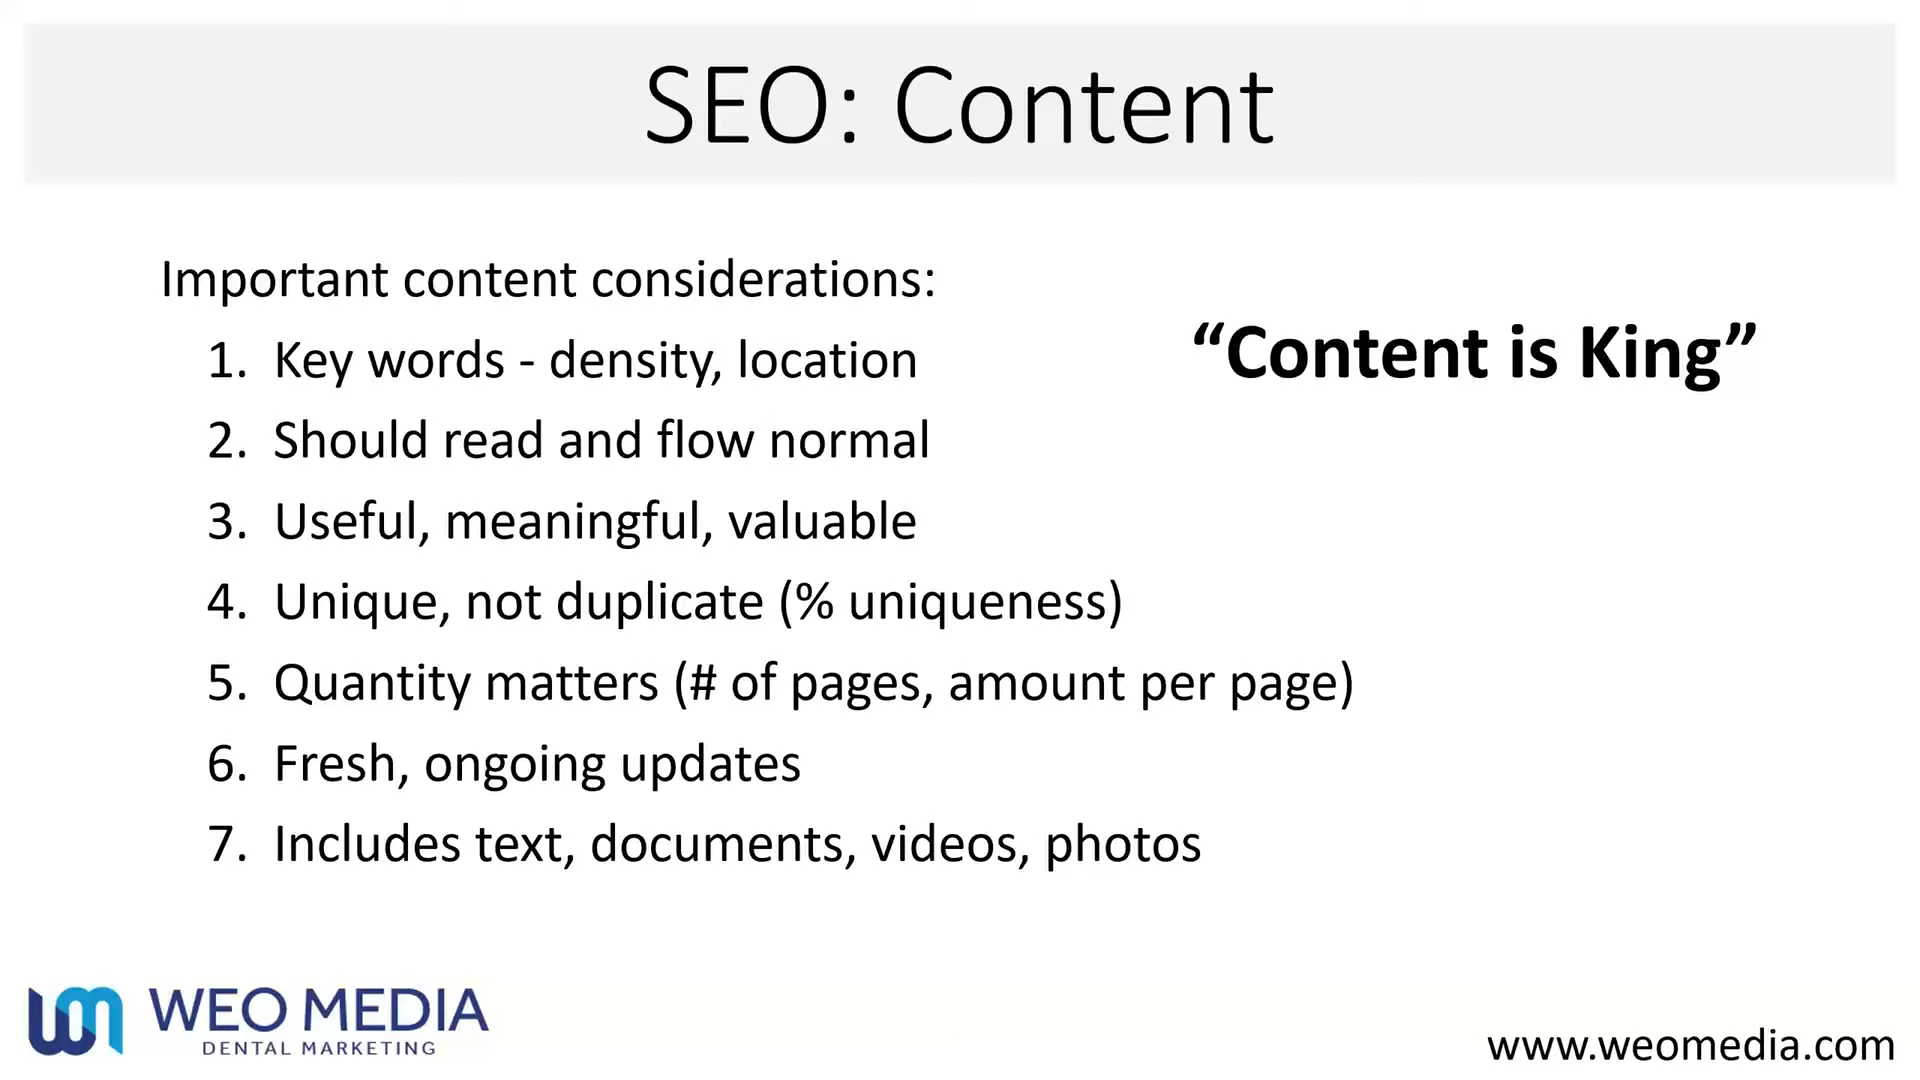 SEO: Content
Important content considerations:
1. Key words - density, location
“Content is King”
2. Should read and flow normal
3. Useful, meaningful, valuable
4. Unique, not duplicate (% uniqueness)
5. Quantity matters (# of pages, amount per page)
6. Fresh, ongoing updates
7. Includes text, documents, videos, photos
WEO MEDIA
DENTAL MARKETING
www.weomedia.com